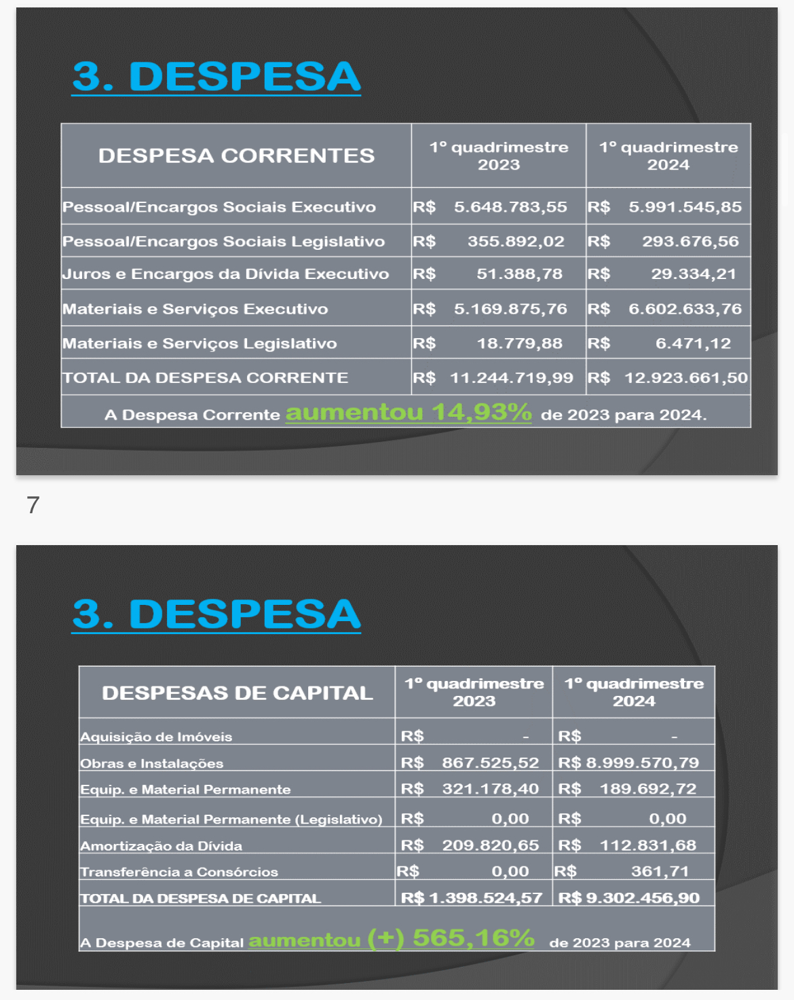 3. DESPESA
DESPESA CORRENTES 1º quadrimestre 2023 1º quadrimestre 2024
Pessoal/Encargos Sociais Executivo R$ 5.648.783,55 R$ 5.991.545,85
Pessoal/Encargos Sociais Legislativo R$ 355.892,02 R$ 293.676,56
Juros e Encargos da Dívida Executivo R$ 51.388,78 R$ 29.334,21
Materiais e Serviços Executivo R$ 5.169.875,76 R$ 6.602.633,76
Materiais e Serviços Legislativo R$ 18.779,88 R$ 6.471,12
TOTAL DA DESPESA CORRENTE R$ 11.244.719,99 R$ 12.923.661,50
A Despesa Corrente aumentou 14,93% de 2023 para 2024.
7
3. DESPESA
DESPESAS DE CAPITAL 1º quadrimestre 2023 1º quadrimestre 2024
Aquisição de Imóveis R$ - R$ -
Obras e Instalações R$ 867.525,52 R$ 8.999.570,79
Equip. e Material Permanente R$ 321.178,40 R$ 189.692,72
Equip. e Material Permanente (Legislativo) R$ 0,00 R$ 0,00
Amortização da Dívida R$ 209.820,65 R$ 112.831,68
Transferência a Consórcios R$ 0,00 R$ 361,71
TOTAL DA DESPESA DE CAPITAL R$ 1.398.524,57 R$ 9.302.456,90
A Despesa de Capital aumentou (+) 565,16% de 2023 para 2024